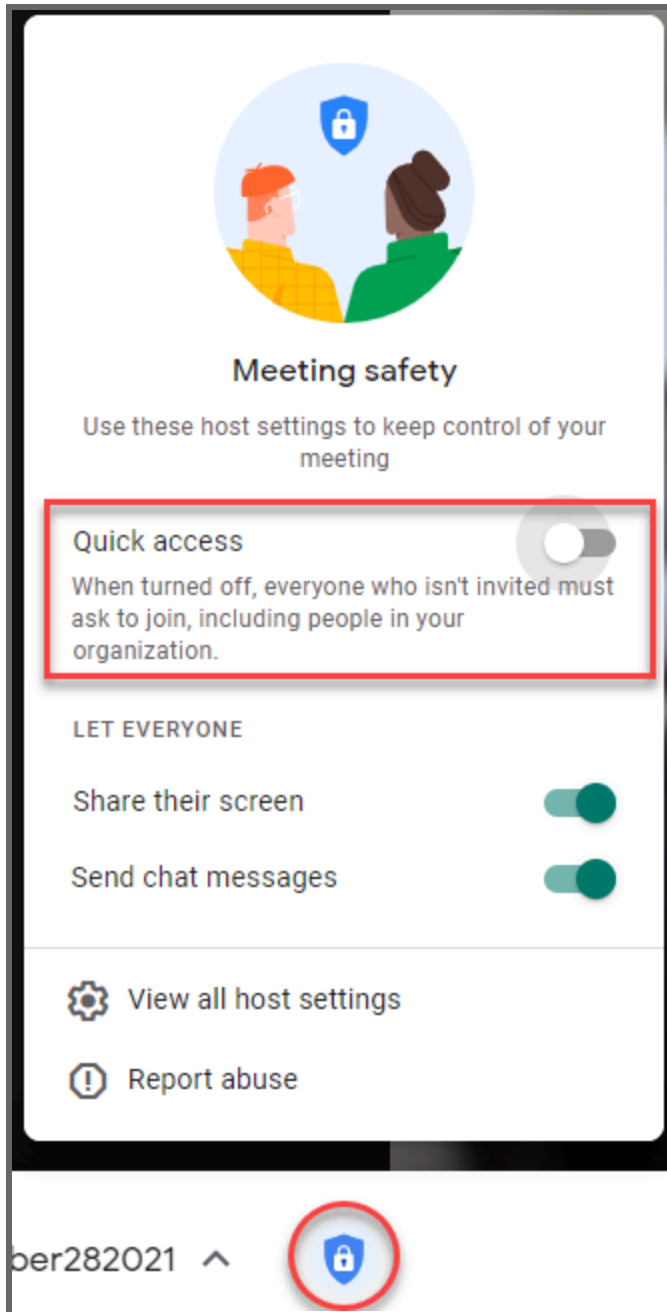 Meeting safety
Use these host settings to keep control of your
meeting
Quick access
When turned off, everyone who isn't invited must
ask to join, including people in your
organization.
LET EVERYONE
Share their screen
Send chat messages
View all host settings
Report abuse
ber282021